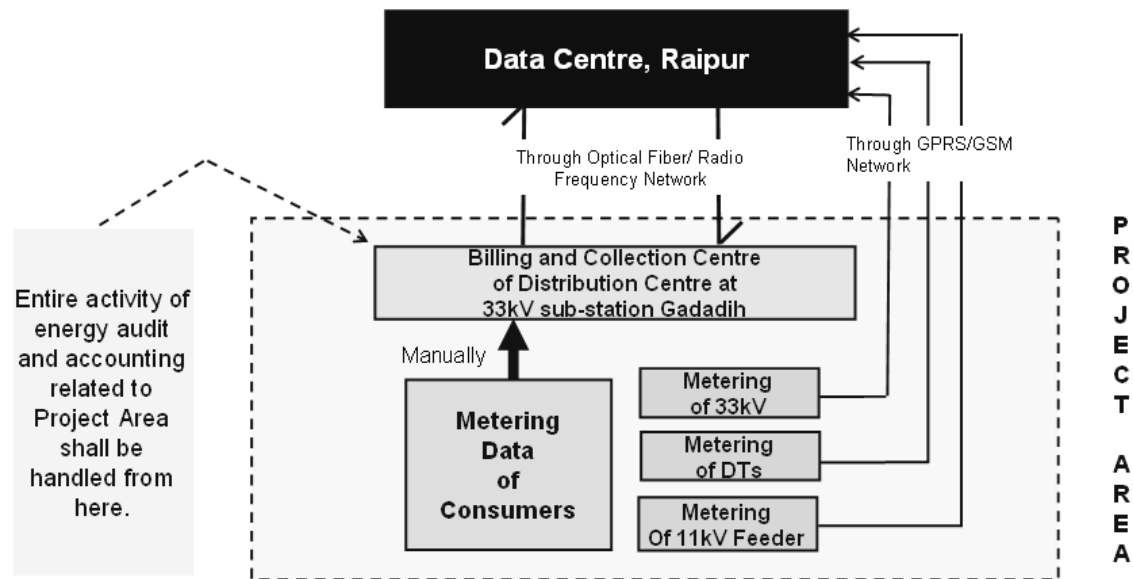 Data Centre, Raipur
Through Optical Fiber/ Radio
Frequency Network
Through GPRS/GSM
Network
Entire activity of
energy audit
and accounting
related to
Project Area
shall be
handled from
here.
Billing and Collection Centre
of Distribution Centre at
33kV sub-station Gadadih
Manually
Metering
Data
of
Consumers
Metering
of 33kV
Metering
of DTs
Metering
Of 11kV Feeder
P
R
O
J
E
C
T
A
R
E
A